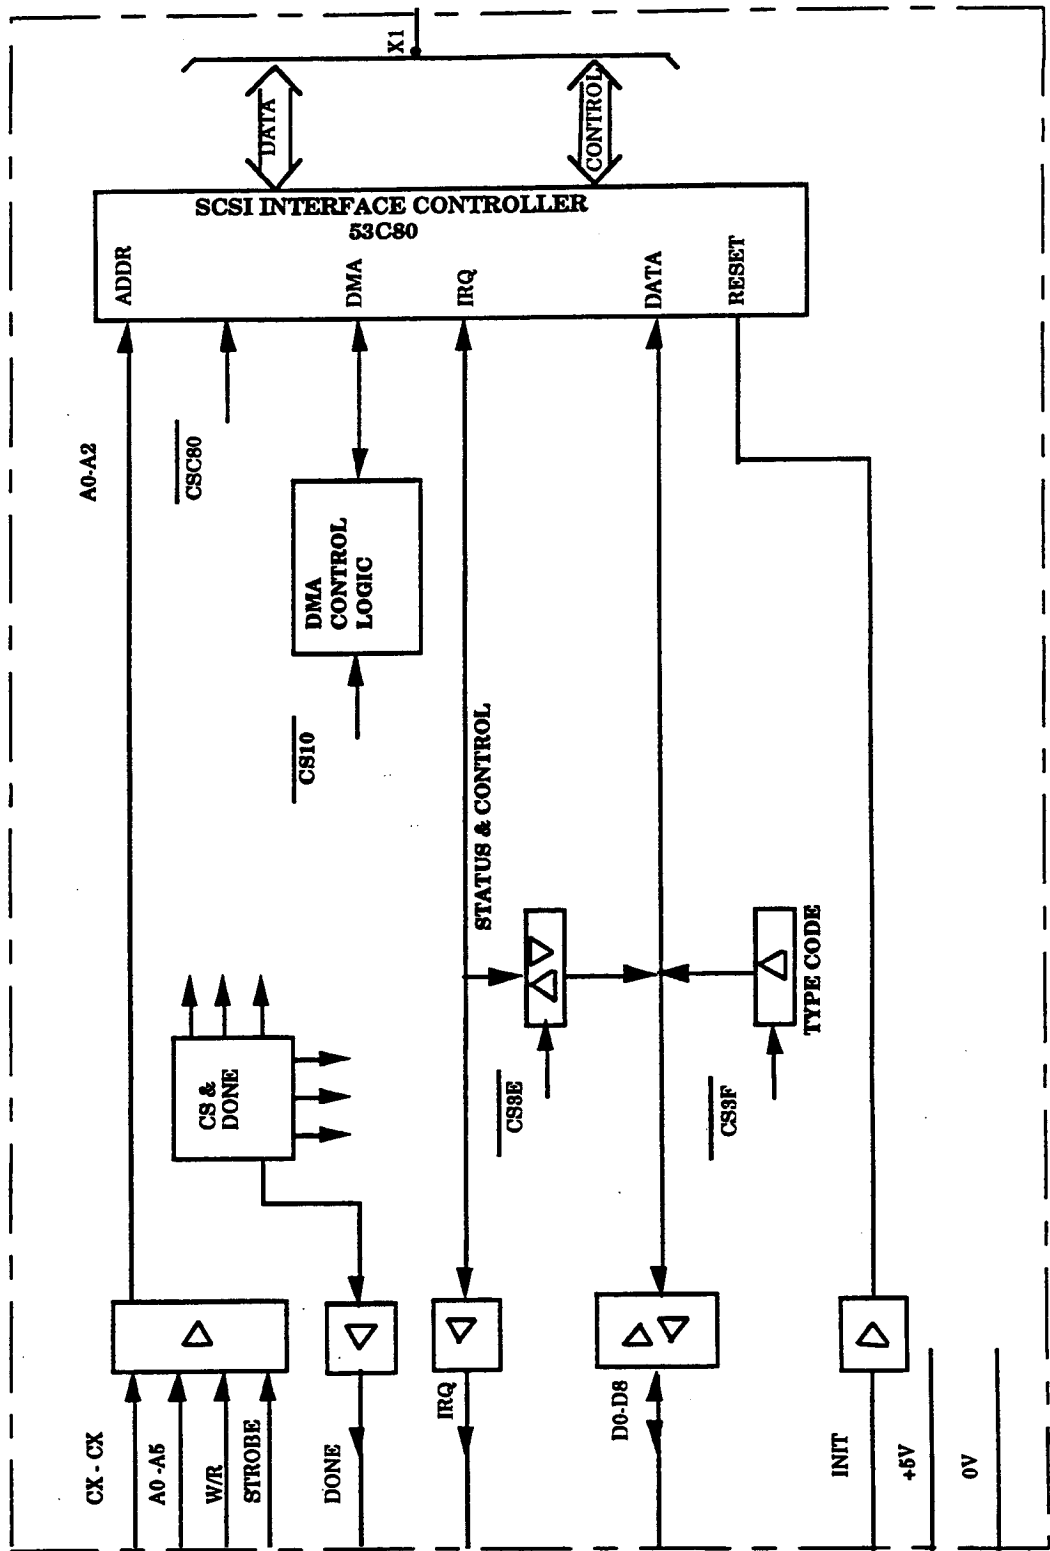 X1
DATA
CONTROL
SCSI INTERFACE CONTROLLER
53C80
ADDR
DMA
IRQ
DATA
RESET
A0-A2
CSC80
DMA
CONTROL
LOGIC
CS10
STATUS & CONTROL
CS &
DONE
TYPE CODE
CS3E
CS3F
CX - CX
A0 -A5
W/R
STROBE
DONE
IRQ
D0-D8
INIT
+5V
0V